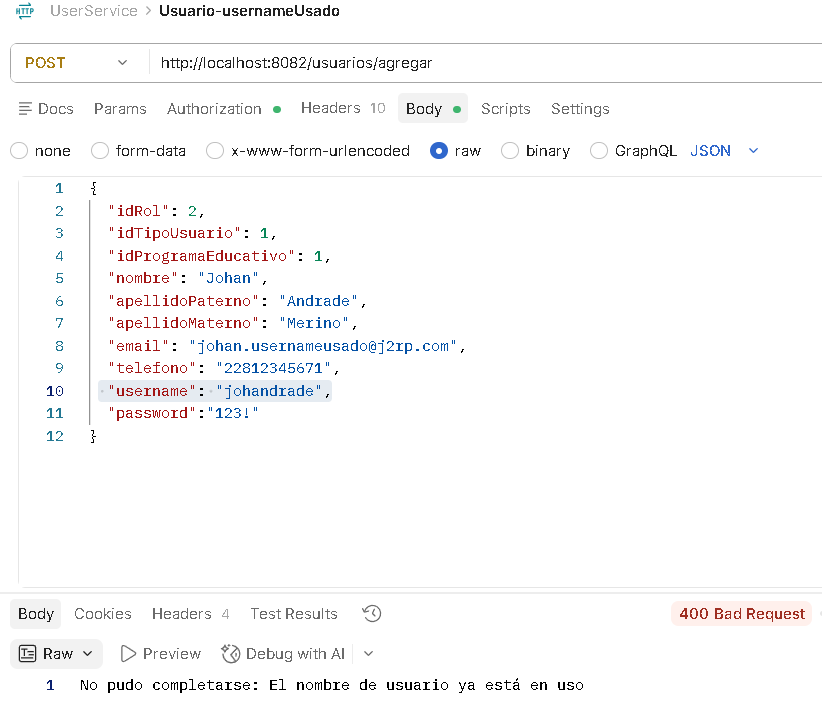 HTTP UserService > Usuario-usernameUsado
POST http://localhost:8082/usuarios/agregar
Docs Params Authorization Headers 10 Body Scripts Settings
none form-data x-www-form-urlencoded raw binary GraphQL JSON
1 {
2 "idRol": 2,
3 "idTipoUsuario": 1,
4 "idProgramaEducativo": 1,
5 "nombre": "Johan",
6 "apellidoPaterno": "Andrade",
7 "apellidoMaterno": "Merino",
8 "email": "johan.usernameusado@j2rp.com",
9 "telefono": "22812345671",
10 "username": "johandrade",
11 "password":"123!"
12 }
Body Cookies Headers 4 Test Results 400 Bad Request
Raw Preview Debug with AI
1 No pudo completarse: El nombre de usuario ya está en uso